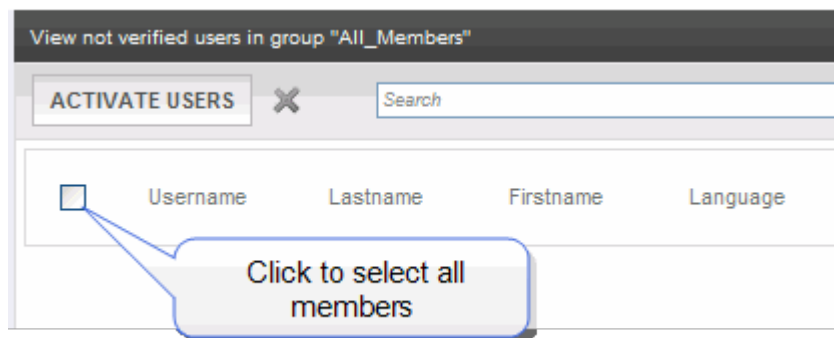 View not verified users in group "All_Members"
ACTIVATE USERS
Search
Username Lastname Firstname Language
Click to select all
members